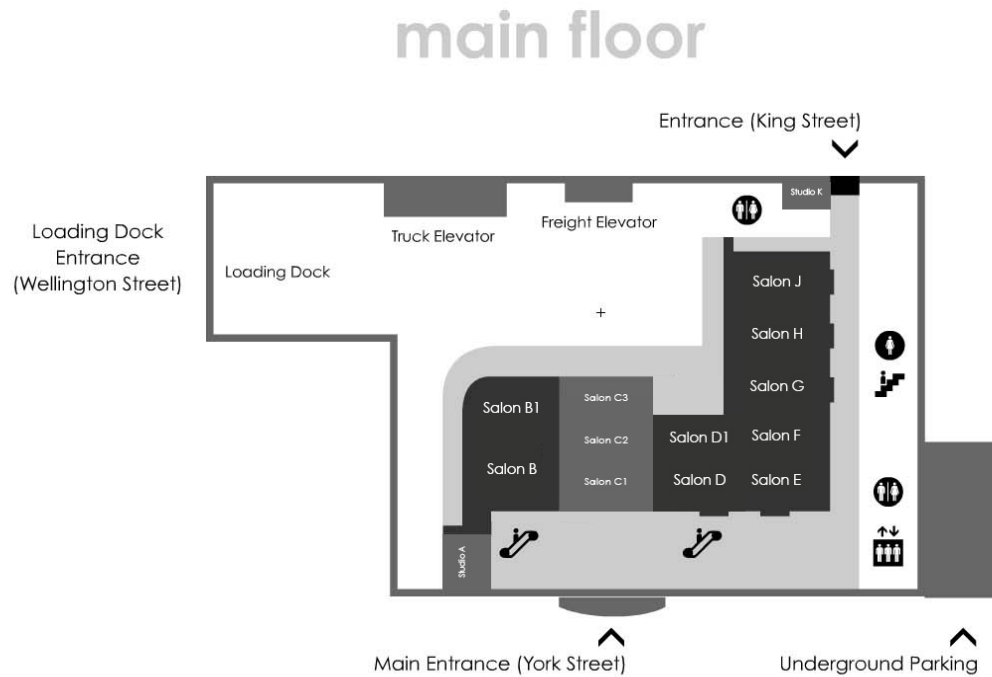 main floor
Entrance (King Street)
Studio K
Loading Dock
Entrance
(Wellington Street)
Truck Elevator
Freight Elevator
Loading Dock
Salon J
Salon H
Salon G
Salon B1
Salon C3
Salon C2
Salon D1
Salon F
Salon B
Salon C1
Salon D
Salon E
Studio A
Main Entrance (York Street)
Underground Parking